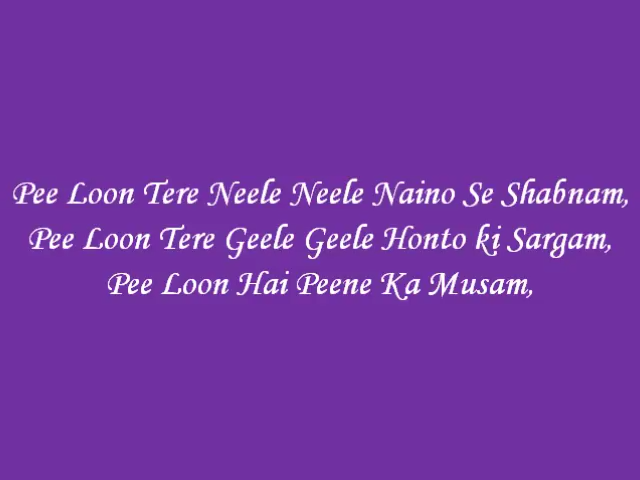 Pee Loon Tere Neele Neele Naino Se Shabnam,
Pee Loon Tere Geele Geele Honto ki Sargam,
Pee Loon Hai Peene Ka Musam,